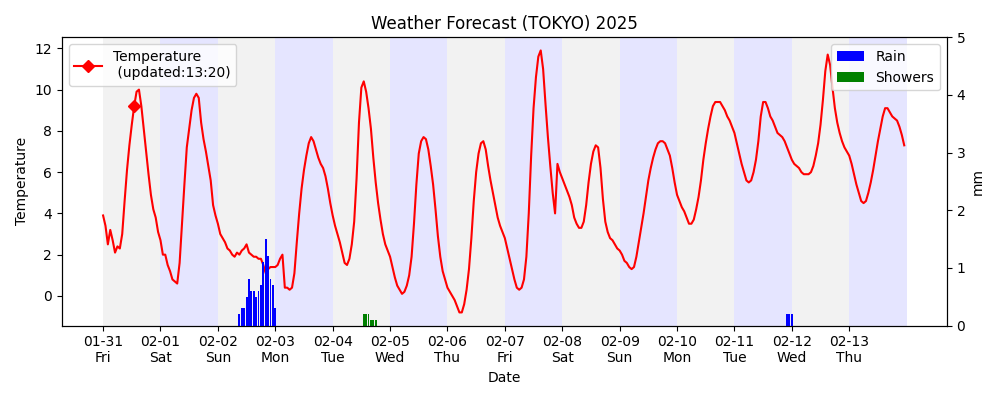 Weather Forecast (TOKYO) 2025
Temperature
(updated:13:20)
Rain
Showers
12
10
8
6
4
2
0
Temperature
5
4
3
2
1
0
mm
01-31 02-01 02-02 02-03 02-04 02-05 02-06 02-07 02-08 02-09 02-10 02-11 02-12 02-13
Fri Sat Sun Mon Tue Wed Thu Fri Sat Sun Mon Tue Wed Thu
Date